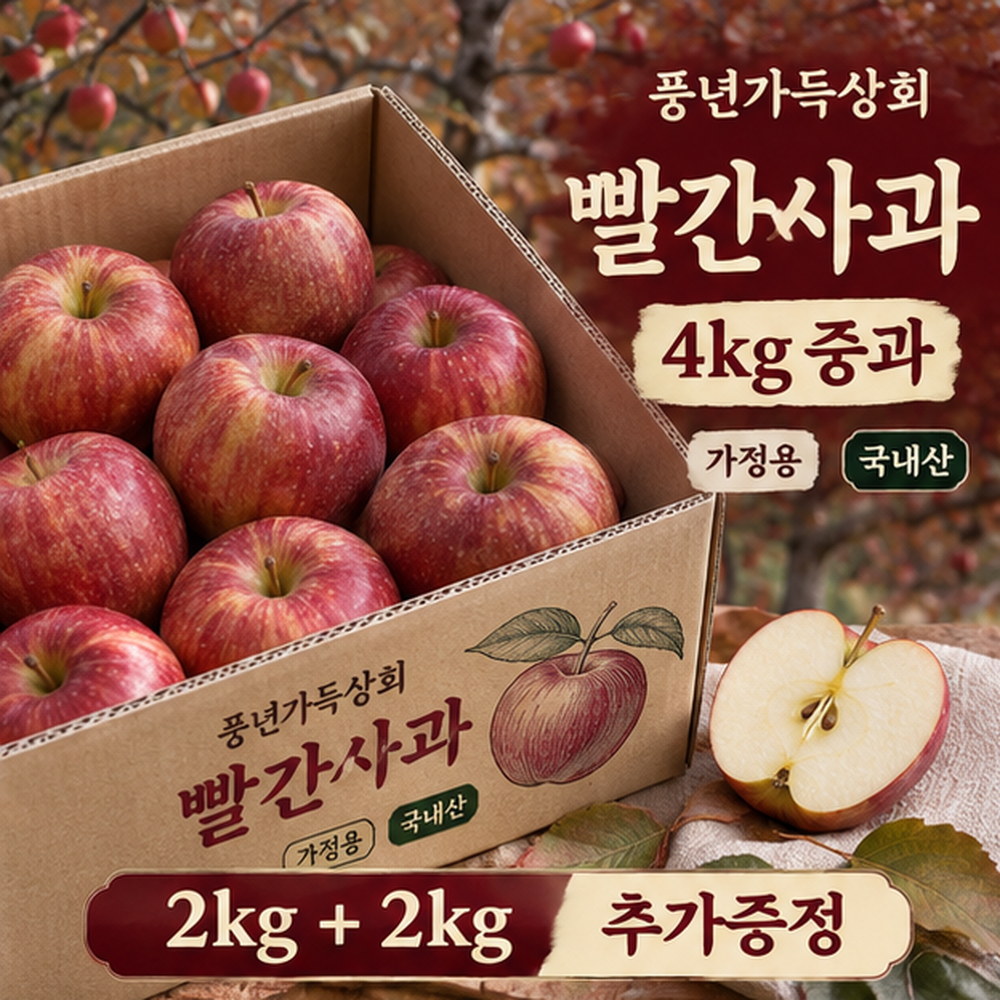 풍년가득상회
빨간사과
4kg 중과
가정용
국내산
풍년가득상회
빨간사과
가정용
국내산
2kg + 2kg
추가증정